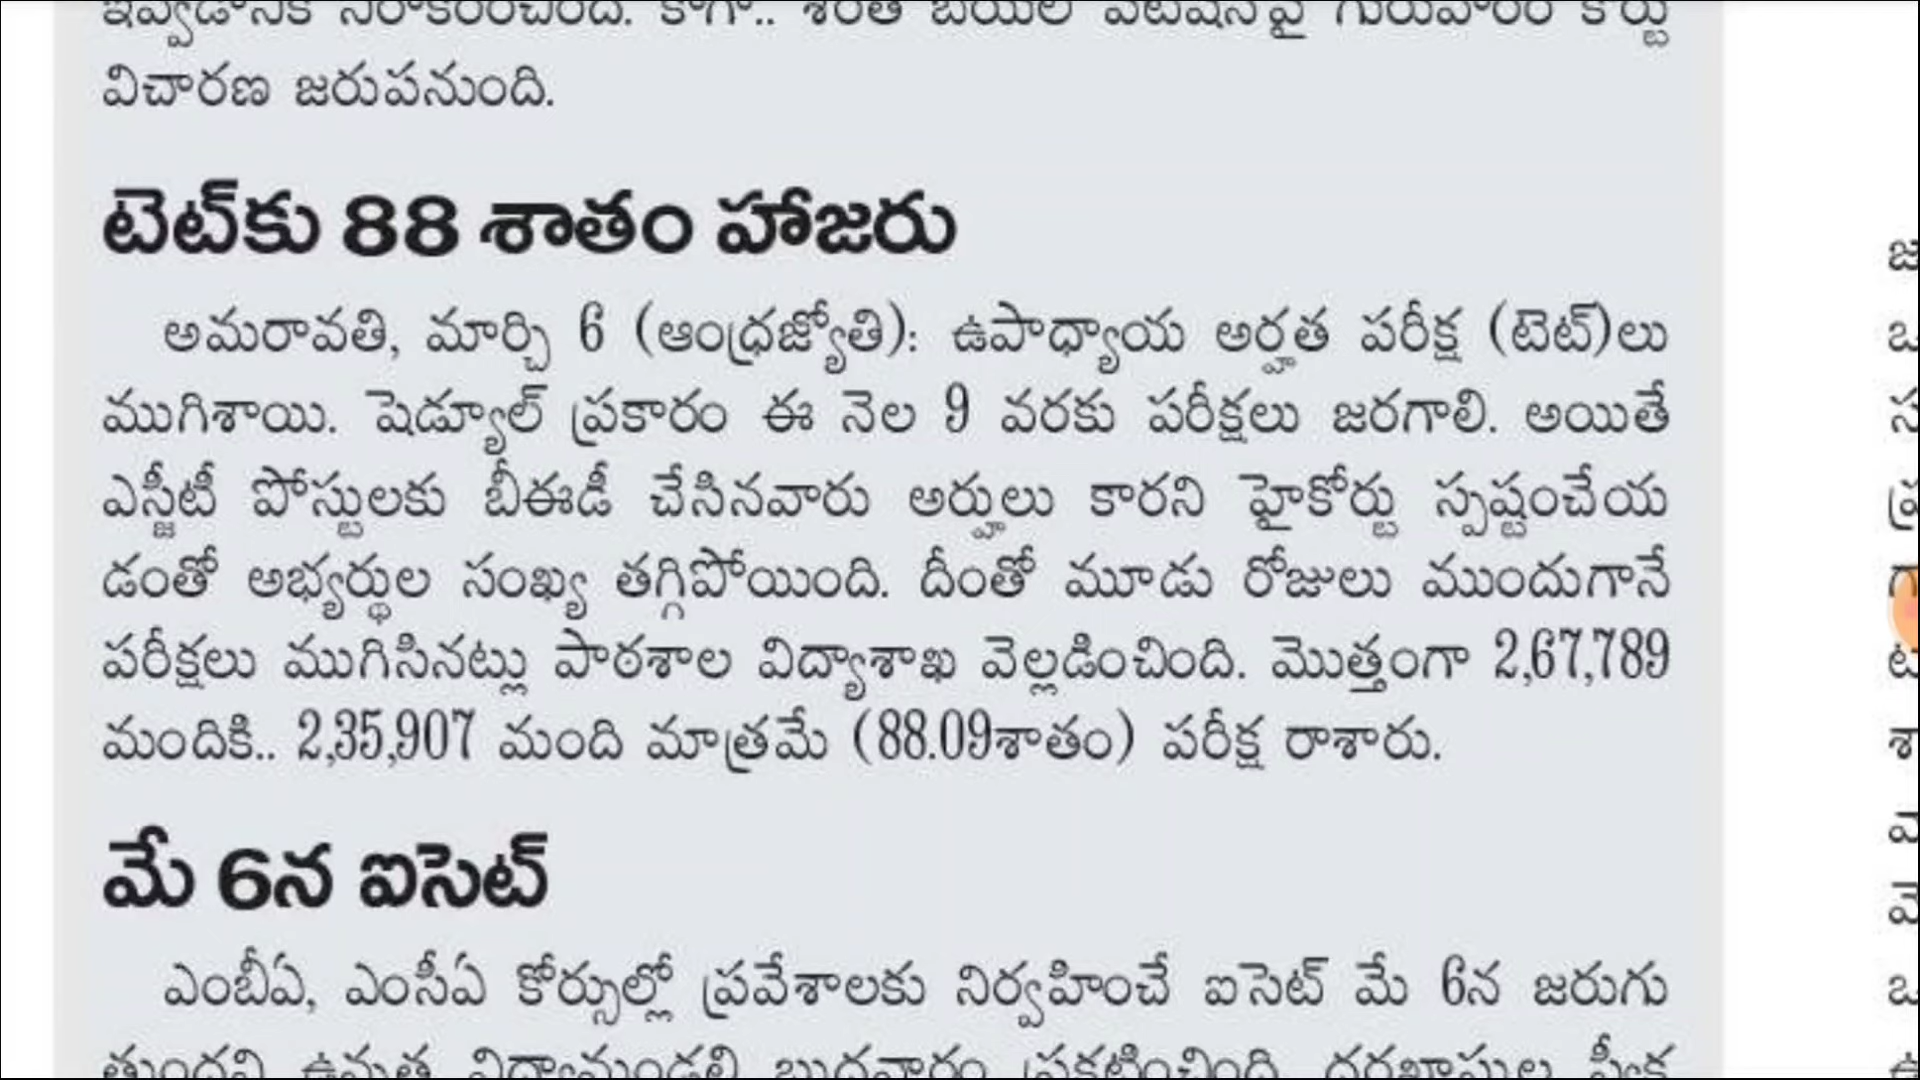 విచారణ జరుపనుంది.
టెట్‌కు 88 శాతం హాజరు
అమరావతి, మార్చి 6 (ఆంధ్రజ్యోతి): ఉపాధ్యాయ అర్హత పరీక్ష (టెట్)లు
ముగిశాయి. షెడ్యూల్ ప్రకారం ఈ నెల 9 వరకు పరీక్షలు జరగాలి. అయితే
ఎస్జీటీ పోస్టులకు బీఈడీ చేసినవారు అర్హులు కారని హైకోర్టు స్పష్టంచేయ
డంతో అభ్యర్థుల సంఖ్య తగ్గిపోయింది. దీంతో మూడు రోజులు ముందుగానే
పరీక్షలు ముగిసినట్లు పాఠశాల విద్యాశాఖ వెల్లడించింది. మొత్తంగా 2,67,789
మందికి.. 2,35,907 మంది మాత్రమే (88.09శాతం) పరీక్ష రాశారు.
మే 6న ఐసెట్
ఎంబీఏ, ఎంసీఏ కోర్సుల్లో ప్రవేశాలకు నిర్వహించే ఐసెట్ మే 6న జరుగు